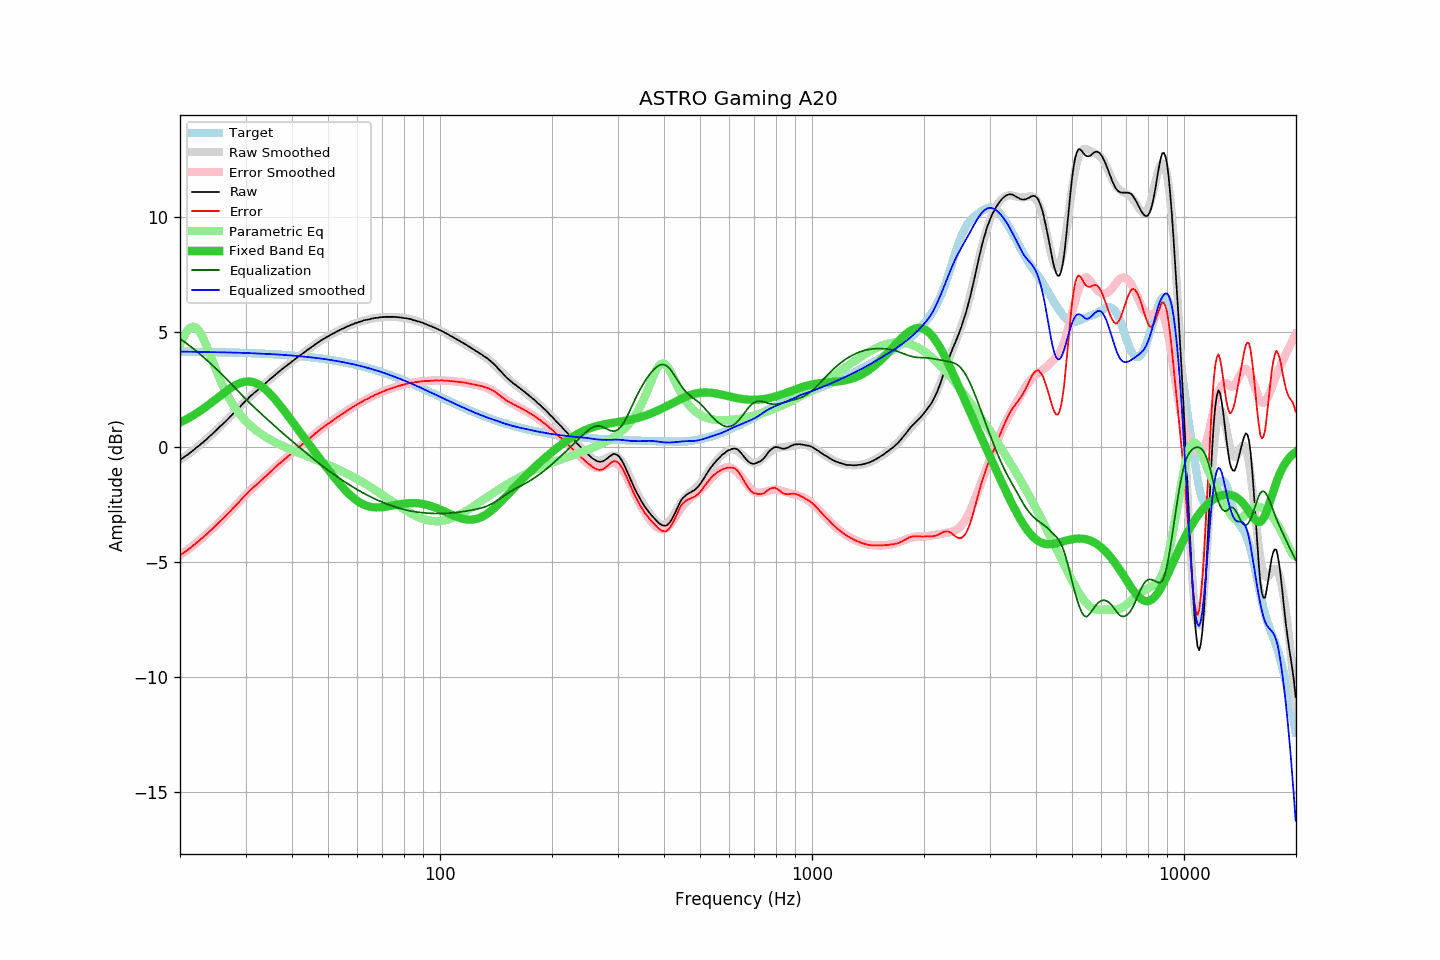 ASTRO Gaming A20
Target
Raw Smoothed
Error Smoothed
Raw
Error
Parametric Eq
Fixed Band Eq
Equalization
Equalized smoothed
Amplitude (dBr)
10
5
0
−5
−10
−15
100 1000 10000
Frequency (Hz)